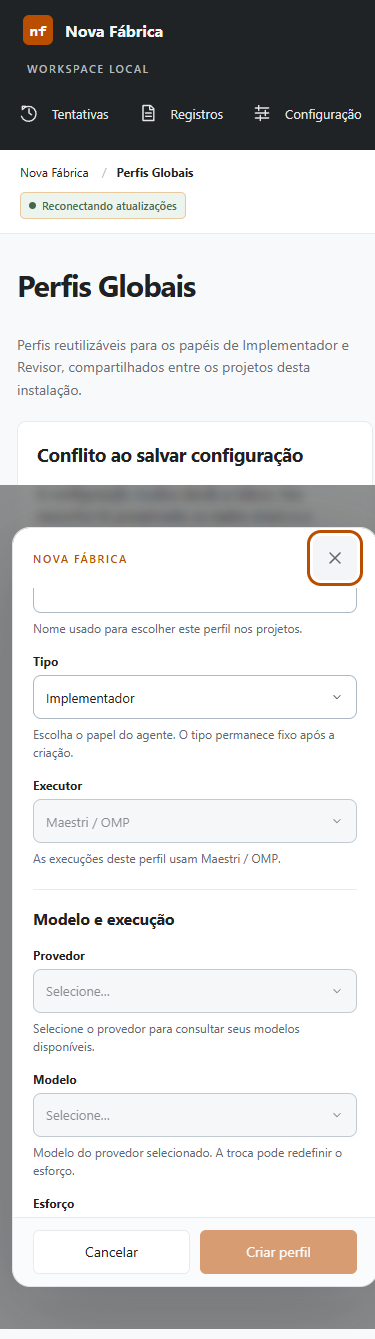 nf Nova Fábrica
WORKSPACE LOCAL
Tentativas Registros Configuração
Nova Fábrica / Perfis Globais
Reconectando atualizações
Perfis Globais
Perfis reutilizáveis para os papéis de Implementador e
Revisor, compartilhados entre os projetos desta
instalação.
Conflito ao salvar configuração
NOVA FÁBRICA
Nome usado para escolher este perfil nos projetos.
Tipo
Implementador
Escolha o papel do agente. O tipo permanece fixo após a
criação.
Executor
Maestri / OMP
As execuções deste perfil usam Maestri / OMP.
Modelo e execução
Provedor
Selecione...
Selecione o provedor para consultar seus modelos
disponíveis.
Modelo
Selecione...
Modelo do provedor selecionado. A troca pode redefinir o
esforço.
Esforço
Cancelar Criar perfil